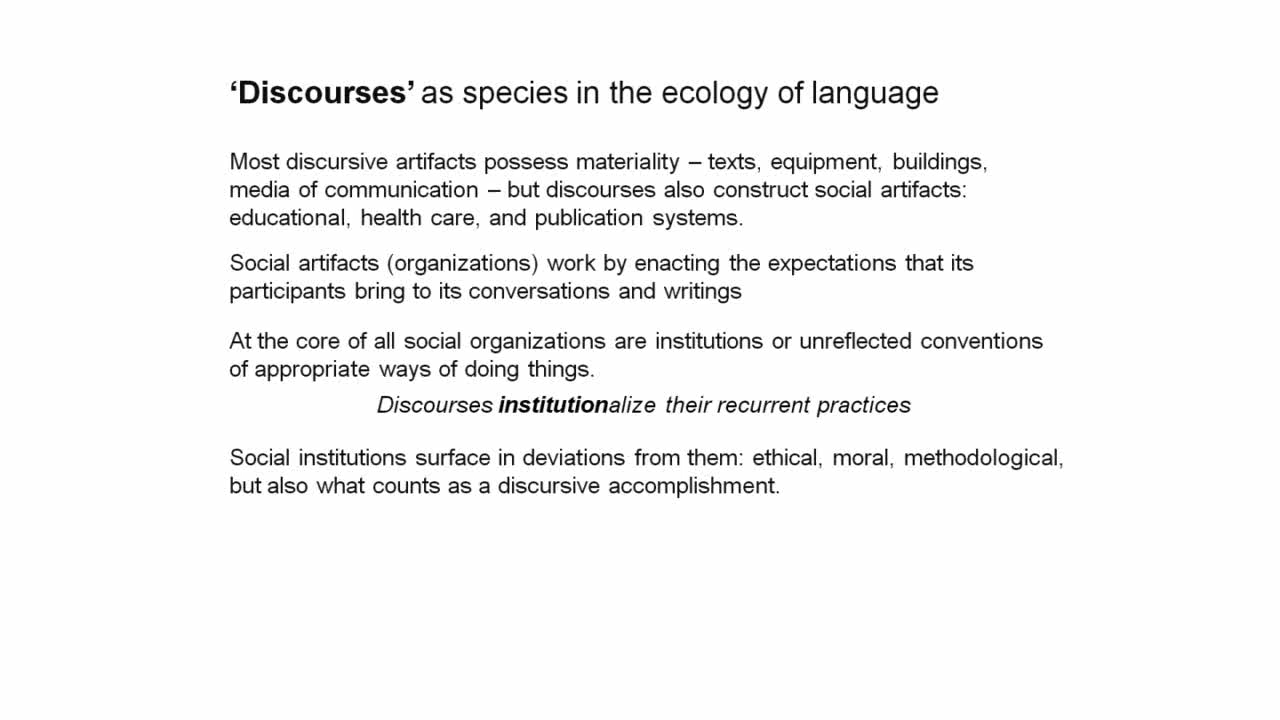 ‘Discourses’ as species in the ecology of language
Most discursive artifacts possess materiality – texts, equipment, buildings,
media of communication – but discourses also construct social artifacts:
educational, health care, and publication systems.
Social artifacts (organizations) work by enacting the expectations that its
participants bring to its conversations and writings
At the core of all social organizations are institutions or unreflected conventions
of appropriate ways of doing things.
Discourses institutionalize their recurrent practices
Social institutions surface in deviations from them: ethical, moral, methodological,
but also what counts as a discursive accomplishment.